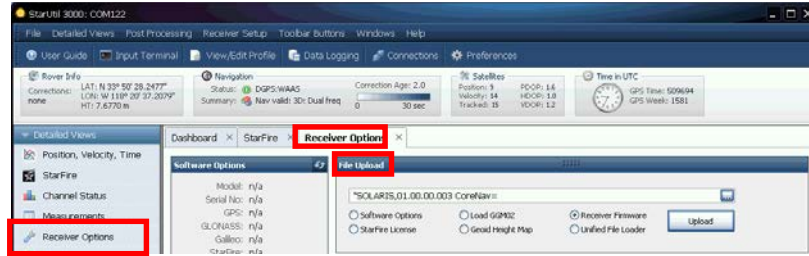 StarUtil 3000: COM122
File Detailed Views Post Processing Receiver Setup Toolbar Buttons Windows Help
User Guide Input Terminal View/Edit Profile Data Logging Connections Preferences
Rover Info
Corrections: none
LAT: N 33° 50' 28.2477"
LON: W 118° 20' 37.2079"
HT: 7.6770 m
Navigation
Status: DGPS:WAAS
Summary: Nav valid: 3D: Dual freq
Correction Age: 2.0
0 30 sec
Satellites
Position: 9 PDOP: 1.6
Velocity: 14 HDOP: 1.0
Tracked: 15 VDOP: 1.2
Time in UTC
GPS Time: 509694
GPS Week: 1581
Detailed Views
Position, Velocity, Time
StarFire
Channel Status
Measurements
Receiver Options
Dashboard × StarFire × Receiver Options ×
Software Options
Model: n/a
Serial No: n/a
GPS: n/a
GLONASS: n/a
Galileo: n/a
StarFire: n/a
File Upload
"SOLARIS,01.00.00.003 CoreNav=
Software Options Load GGM02 Receiver Firmware
StarFire License Geoid Height Map Unified File Loader
Upload